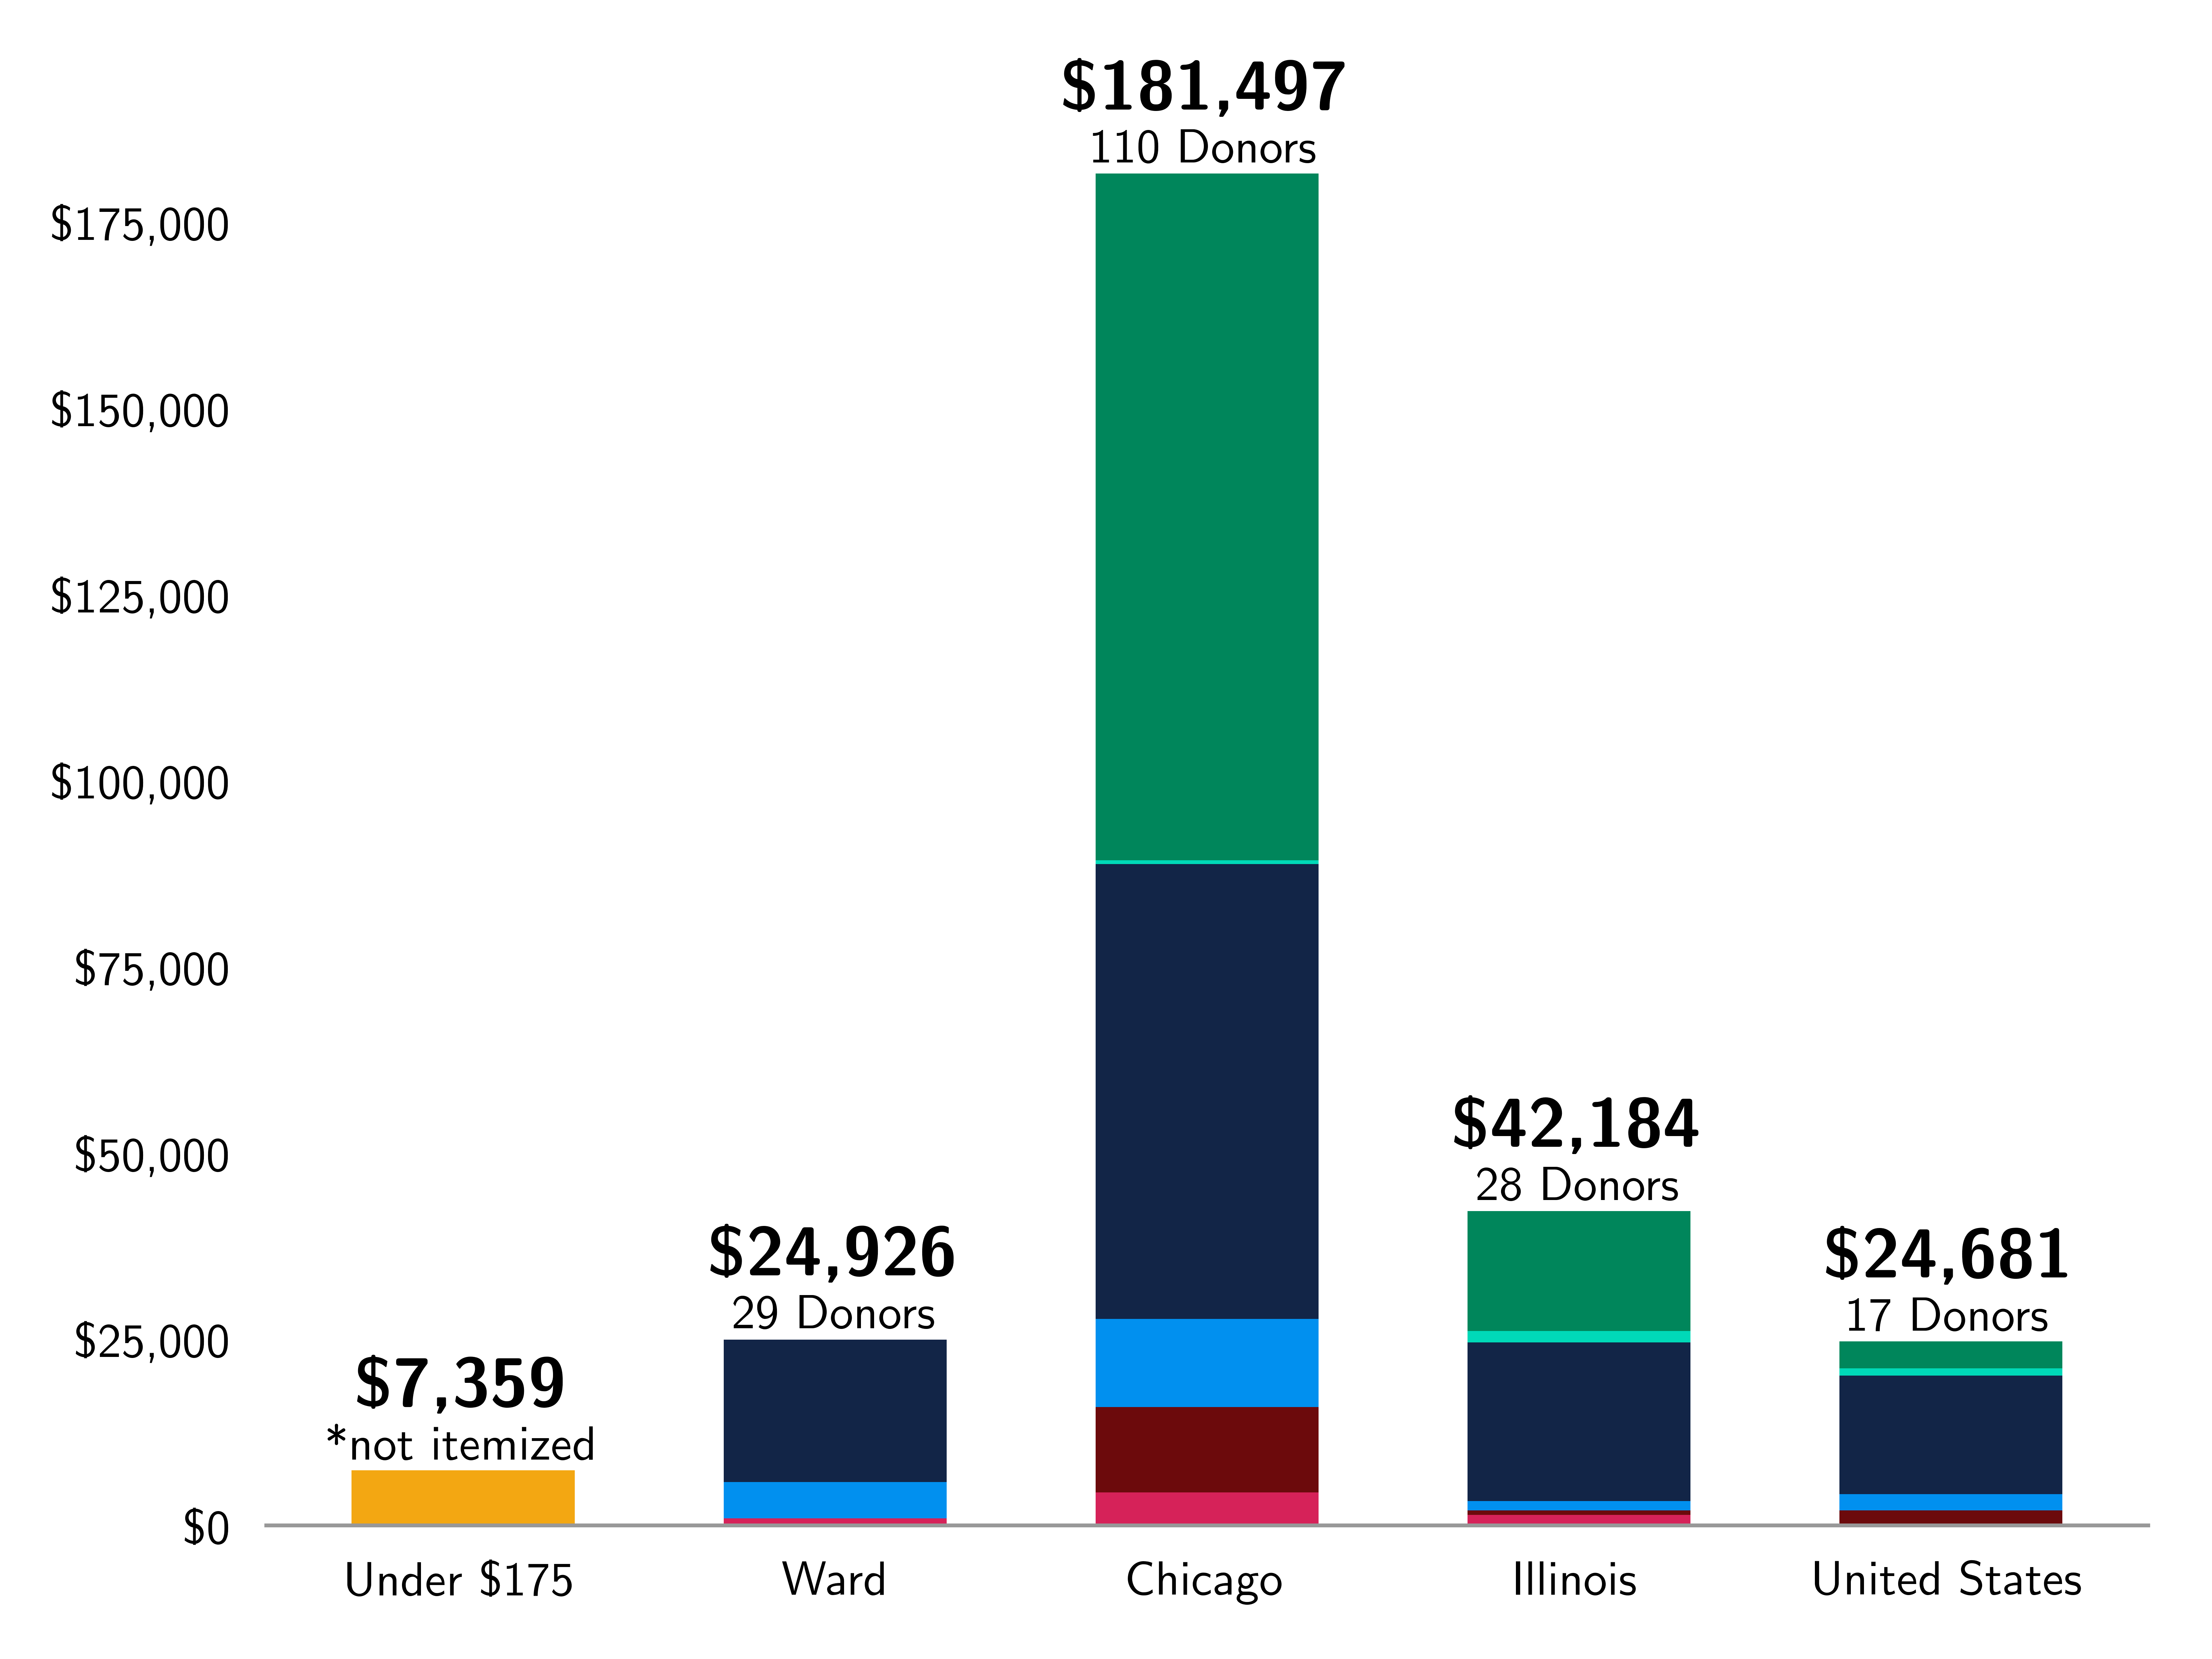 $181,497
110 Donors
$175,000
$150,000
$125,000
$100,000
$75,000
$50,000
$25,000
$0
$42,184
28 Donors
$24,926
29 Donors
$24,681
17 Donors
$7,359
*not itemized
Under $175
Ward
Chicago
Illinois
United States